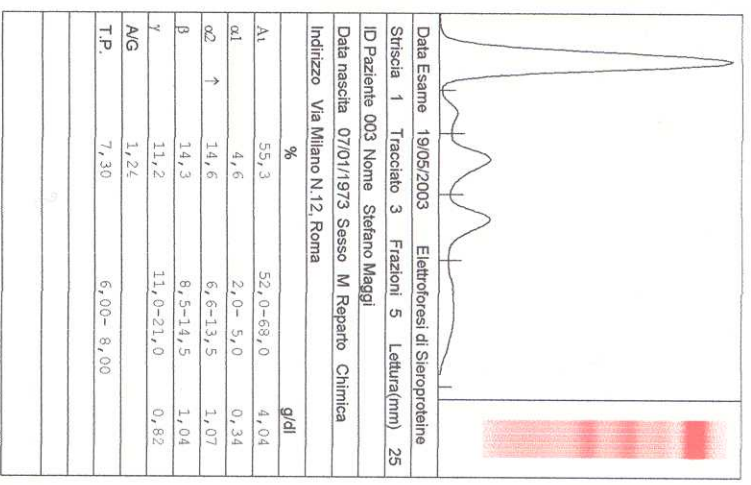 Data Esame 19/05/2003 Elettroforesi di Sieroproteine
Striscia 1 Tracciato 3 Frazioni 5 Lettura(mm) 25
ID Paziente 003 Nome Stefano Maggi
Data nascita 07/01/1973 Sesso M Reparto Chimica
Indirizzo Via Milano N.12, Roma
% g/dl
Aι 55,3 52,0-68,0 4,04
α1 4,6 2,0- 5,0 0,34
α2 ↑ 14,6 6,6-13,5 1,07
β 14,3 8,5-14,5 1,04
γ 11,2 11,0-21,0 0,82
A/G 1,24
T.P. 7,30 6,00- 8,00